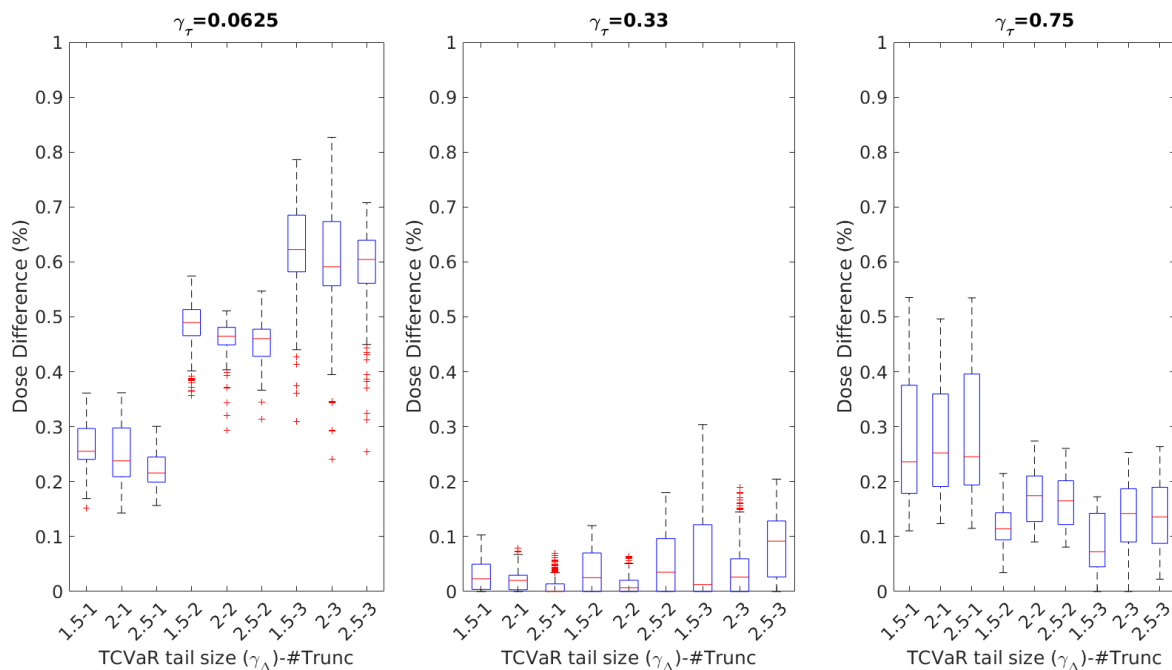 γτ=0.0625
Dose Difference (%)
1
0.9
0.8
0.7
0.6
0.5
0.4
0.3
0.2
0.1
0
1.5-1 2-1 2.5-1 1.5-2 2-2 2.5-2 1.5-3 2-3 2.5-3
TCVaR tail size (γΔ)-#Trunc
γτ=0.33
Dose Difference (%)
1
0.9
0.8
0.7
0.6
0.5
0.4
0.3
0.2
0.1
0
1.5-1 2-1 2.5-1 1.5-2 2-2 2.5-2 1.5-3 2-3 2.5-3
TCVaR tail size (γΔ)-#Trunc
γτ=0.75
Dose Difference (%)
1
0.9
0.8
0.7
0.6
0.5
0.4
0.3
0.2
0.1
0
1.5-1 2-1 2.5-1 1.5-2 2-2 2.5-2 1.5-3 2-3 2.5-3
TCVaR tail size (γΔ)-#Trunc